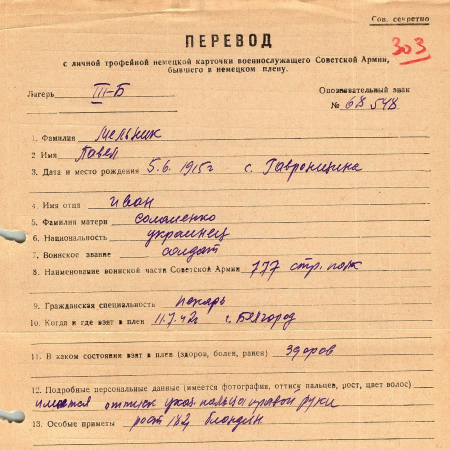 Сов. секретно
ПЕРЕВОД
303
с личной трофейной немецкой карточки военнослужащего Советской Армии,
бывшего в немецком плену.
Лагерь III-Б Опознавательный знак
№ 68548
1. Фамилия Мельник
2 Имя Павел
3. Дата и место рождения 5.6.1915г с. Гавронщина
4. Имя отца Иван
5. Фамилия матери Соломенко
6. Национальность украинец
7. Воинское звание солдат
8. Наименование воинской части Советской Армии 777 стр. полк
9. Гражданская специальность пекарь
10. Когда и где взят в плен 11.7.42г с. Белгород
11. В каком состоянии взят в плен (здоров, болен, ранен) здоров
12. Подробные персональные данные (имеется фотография, оттиск пальцев, рост, цвет волос)
имеется оттиск указ. пальца правой руки
13. Особые приметы рост 182, блондин